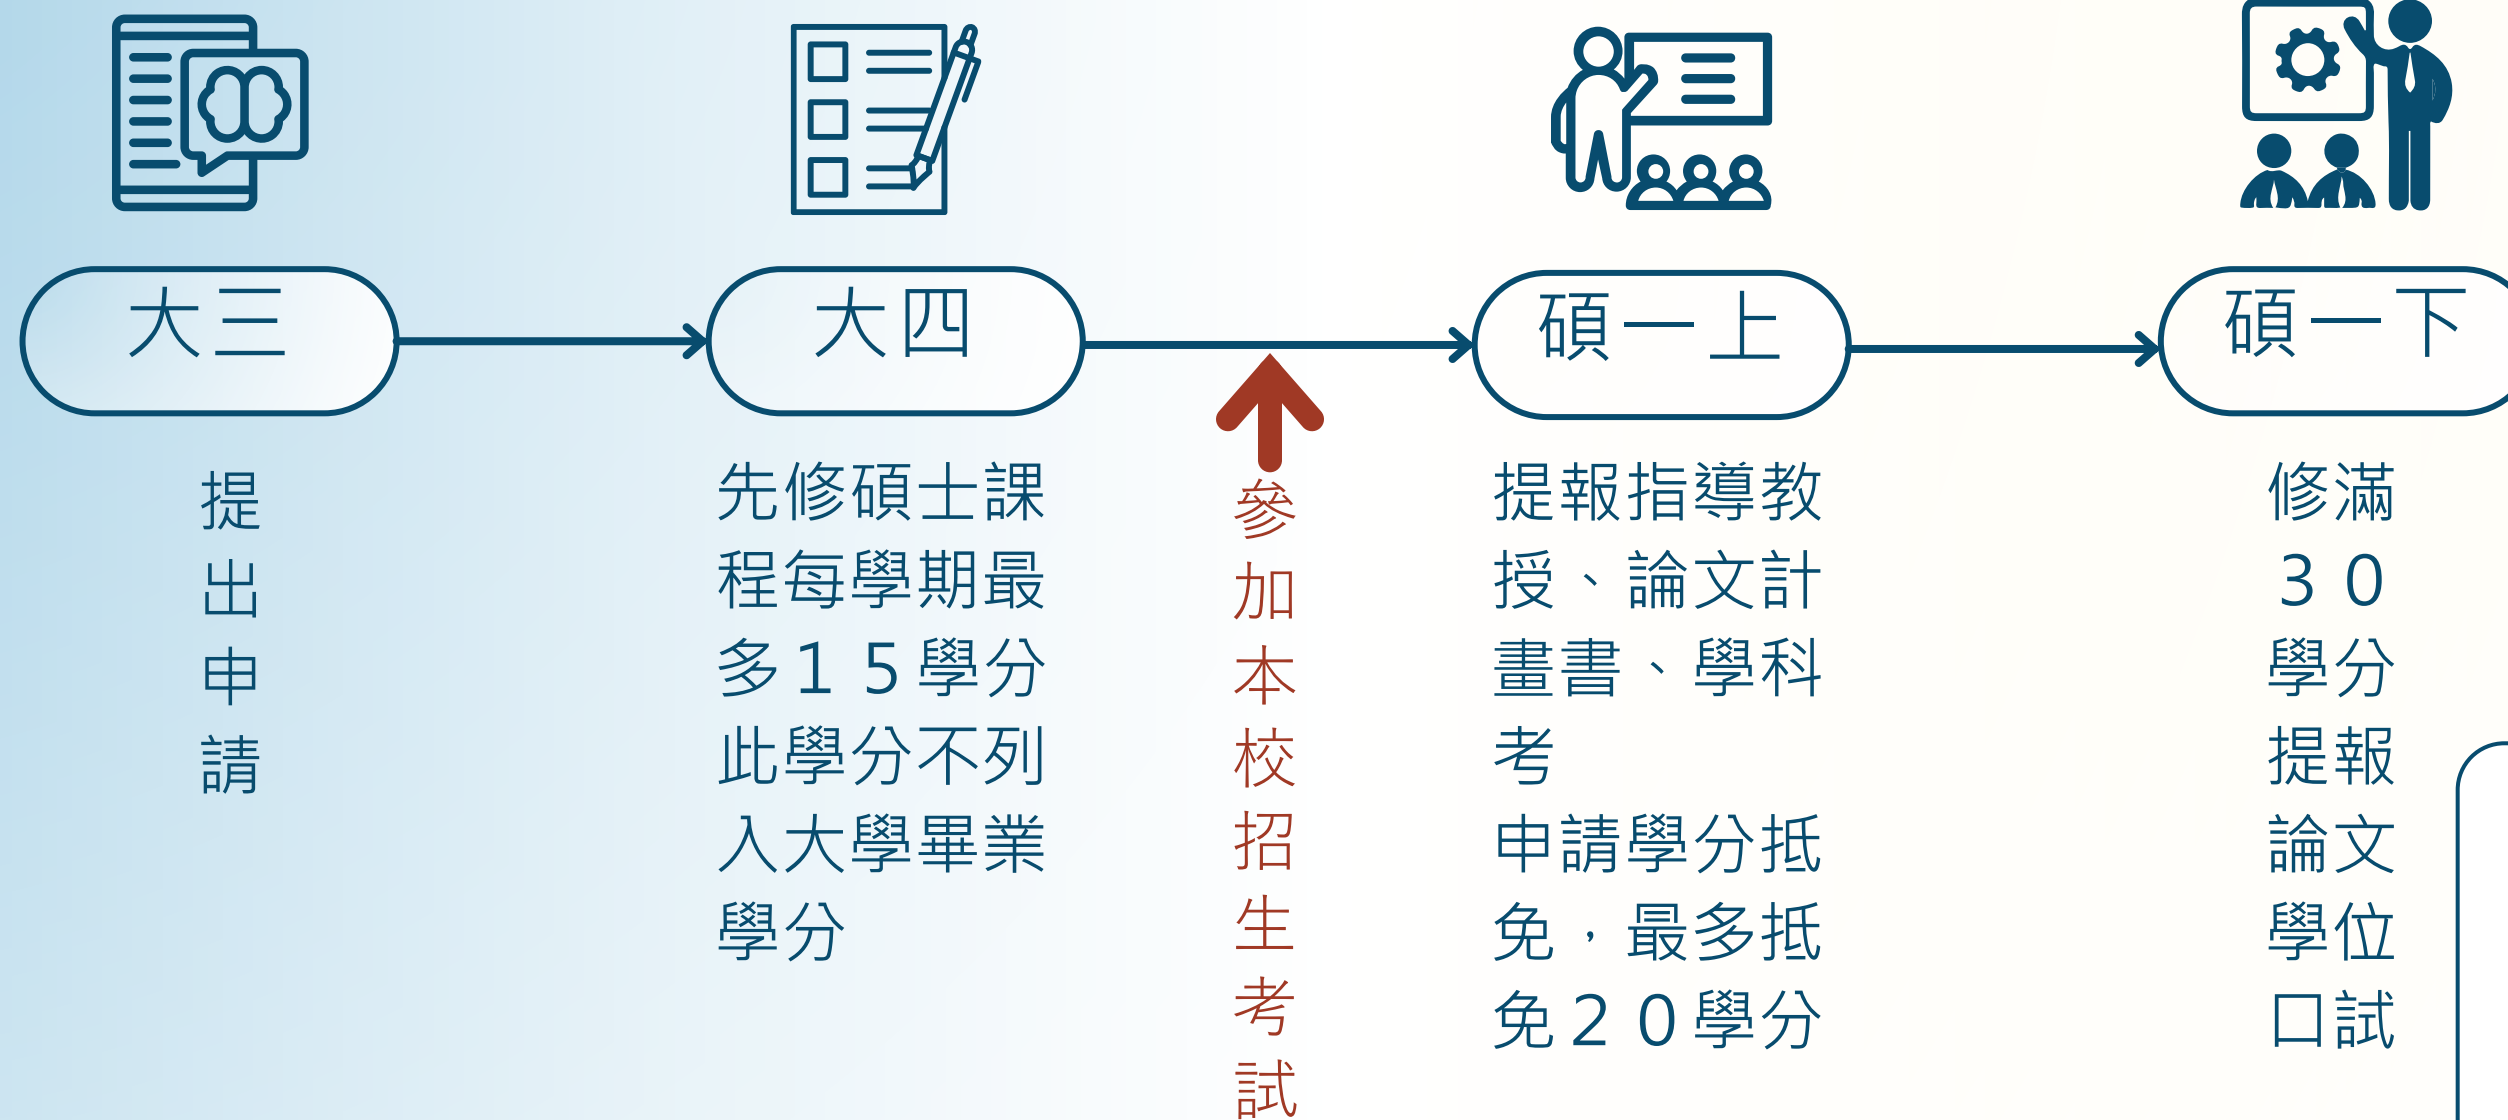 大三
大四
碩一上
碩一下
提
出
申
請
先修碩士課
程每學期最
多15學分
此學分不列
入大學畢業
學分
參
加
本
校
招
生
考
試
提報指導教
授、論文計
畫書、學科
考
申請學分抵
免，最多抵
免20學分
修滿
30
學分
提報
論文
學位
口試